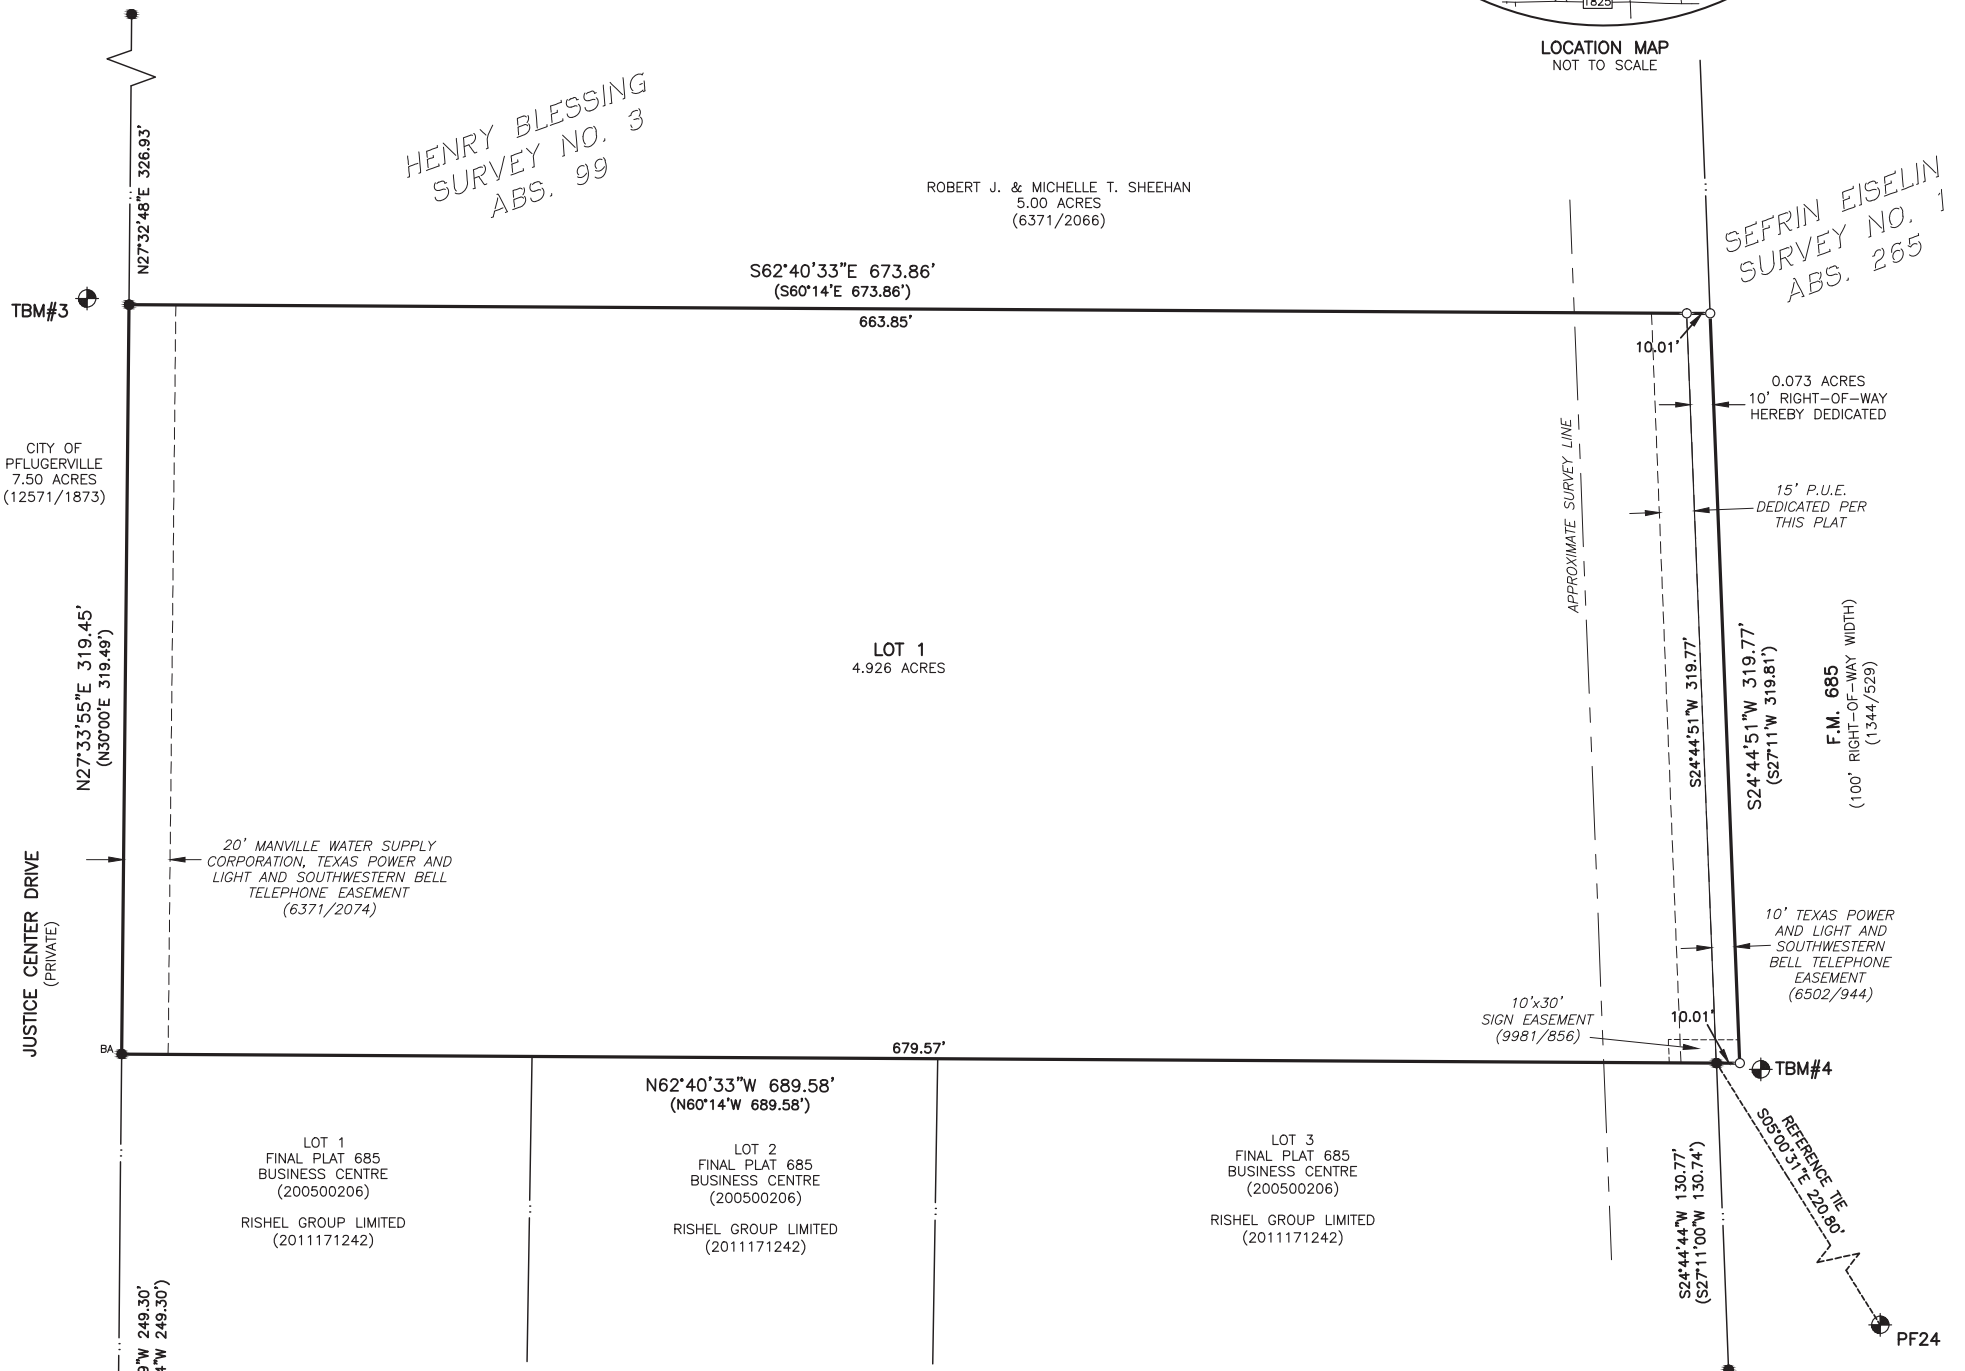 1825
LOCATION MAP
NOT TO SCALE
N27°32'48"E 326.93'
HENRY BLESSING
SURVEY NO. 3
ABS. 99
ROBERT J. & MICHELLE T. SHEEHAN
5.00 ACRES
(6371/2066)
SEFRIN EISELIN
SURVEY NO. 1
ABS. 265
TBM#3
S62°40'33"E 673.86'
(S60°14'E 673.86')
663.85'
10.01'
0.073 ACRES
10' RIGHT-OF-WAY
HEREBY DEDICATED
CITY OF
PFLUGERVILLE
7.50 ACRES
(12571/1873)
APPROXIMATE SURVEY LINE
15' P.U.E.
DEDICATED PER
THIS PLAT
N27°33'55"E 319.45'
(N30°00'E 319.49')
LOT 1
4.926 ACRES
S24°44'51"W 319.77'
S24°44'51"W 319.77'
(S27°11'W 319.81')
F.M. 685
(100' RIGHT-OF-WAY WIDTH)
(1344/529)
JUSTICE CENTER DRIVE
(PRIVATE)
20' MANVILLE WATER SUPPLY
CORPORATION, TEXAS POWER AND
LIGHT AND SOUTHWESTERN BELL
TELEPHONE EASEMENT
(6371/2074)
10' TEXAS POWER
AND LIGHT AND
SOUTHWESTERN
BELL TELEPHONE
EASEMENT
(6502/944)
10'x30'
SIGN EASEMENT
(9981/856)
10.01'
BA
679.57'
TBM#4
N62°40'33"W 689.58'
(N60°14'W 689.58')
LOT 1
FINAL PLAT 685
BUSINESS CENTRE
(200500206)
RISHEL GROUP LIMITED
(2011171242)
LOT 2
FINAL PLAT 685
BUSINESS CENTRE
(200500206)
RISHEL GROUP LIMITED
(2011171242)
LOT 3
FINAL PLAT 685
BUSINESS CENTRE
(200500206)
RISHEL GROUP LIMITED
(2011171242)
S24°44'44"W 130.77'
(S27°11'00"W 130.74')
REFERENCE TIE
S05°00'31"E 220.80'
PF24
9"W 249.30'
4"W 249.30')